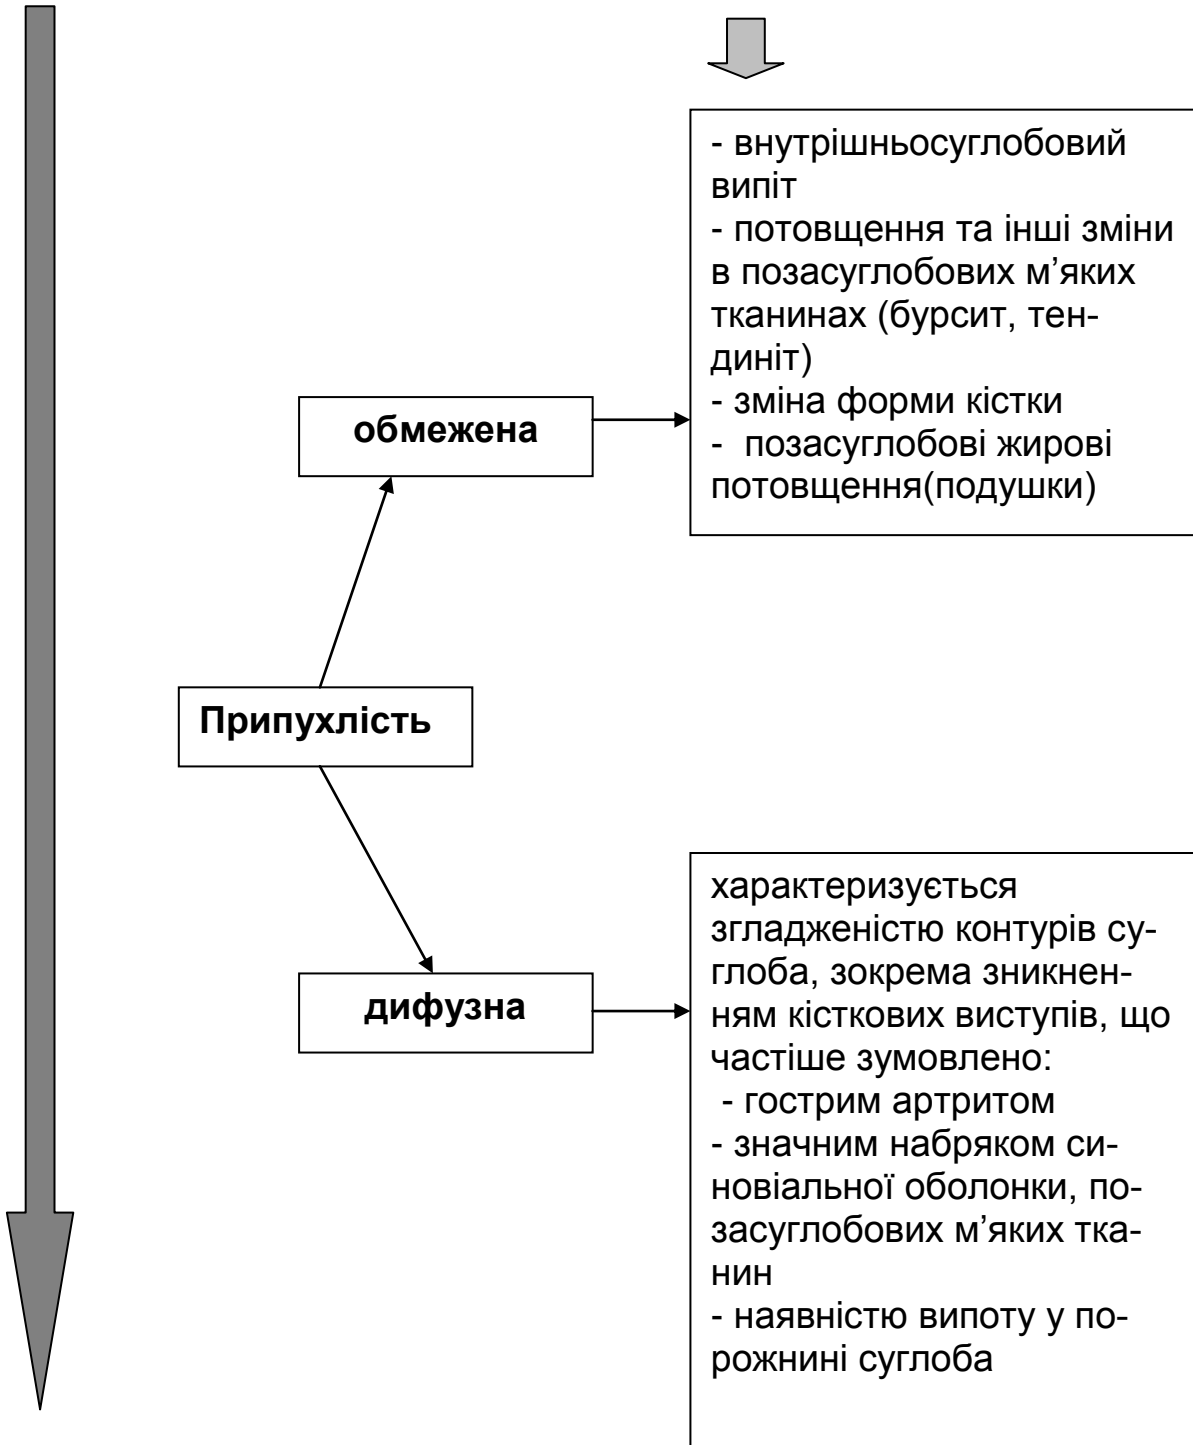 - внутрішньосуглобовий
випіт
- потовщення та інші зміни
в позасуглобових м’яких
тканинах (бурсит, тен-
диніт)
- зміна форми кістки
-  позасуглобові жирові
потовщення(подушки)
обмежена
Припухлість
дифузна
характеризується
згладженістю контурів су-
глоба, зокрема зникнен-
ням кісткових виступів, що
частіше зумовлено:
- гострим артритом
- значним набряком си-
новіальної оболонки, по-
засуглобових м’яких тка-
нин
- наявністю випоту у по-
рожнині суглоба